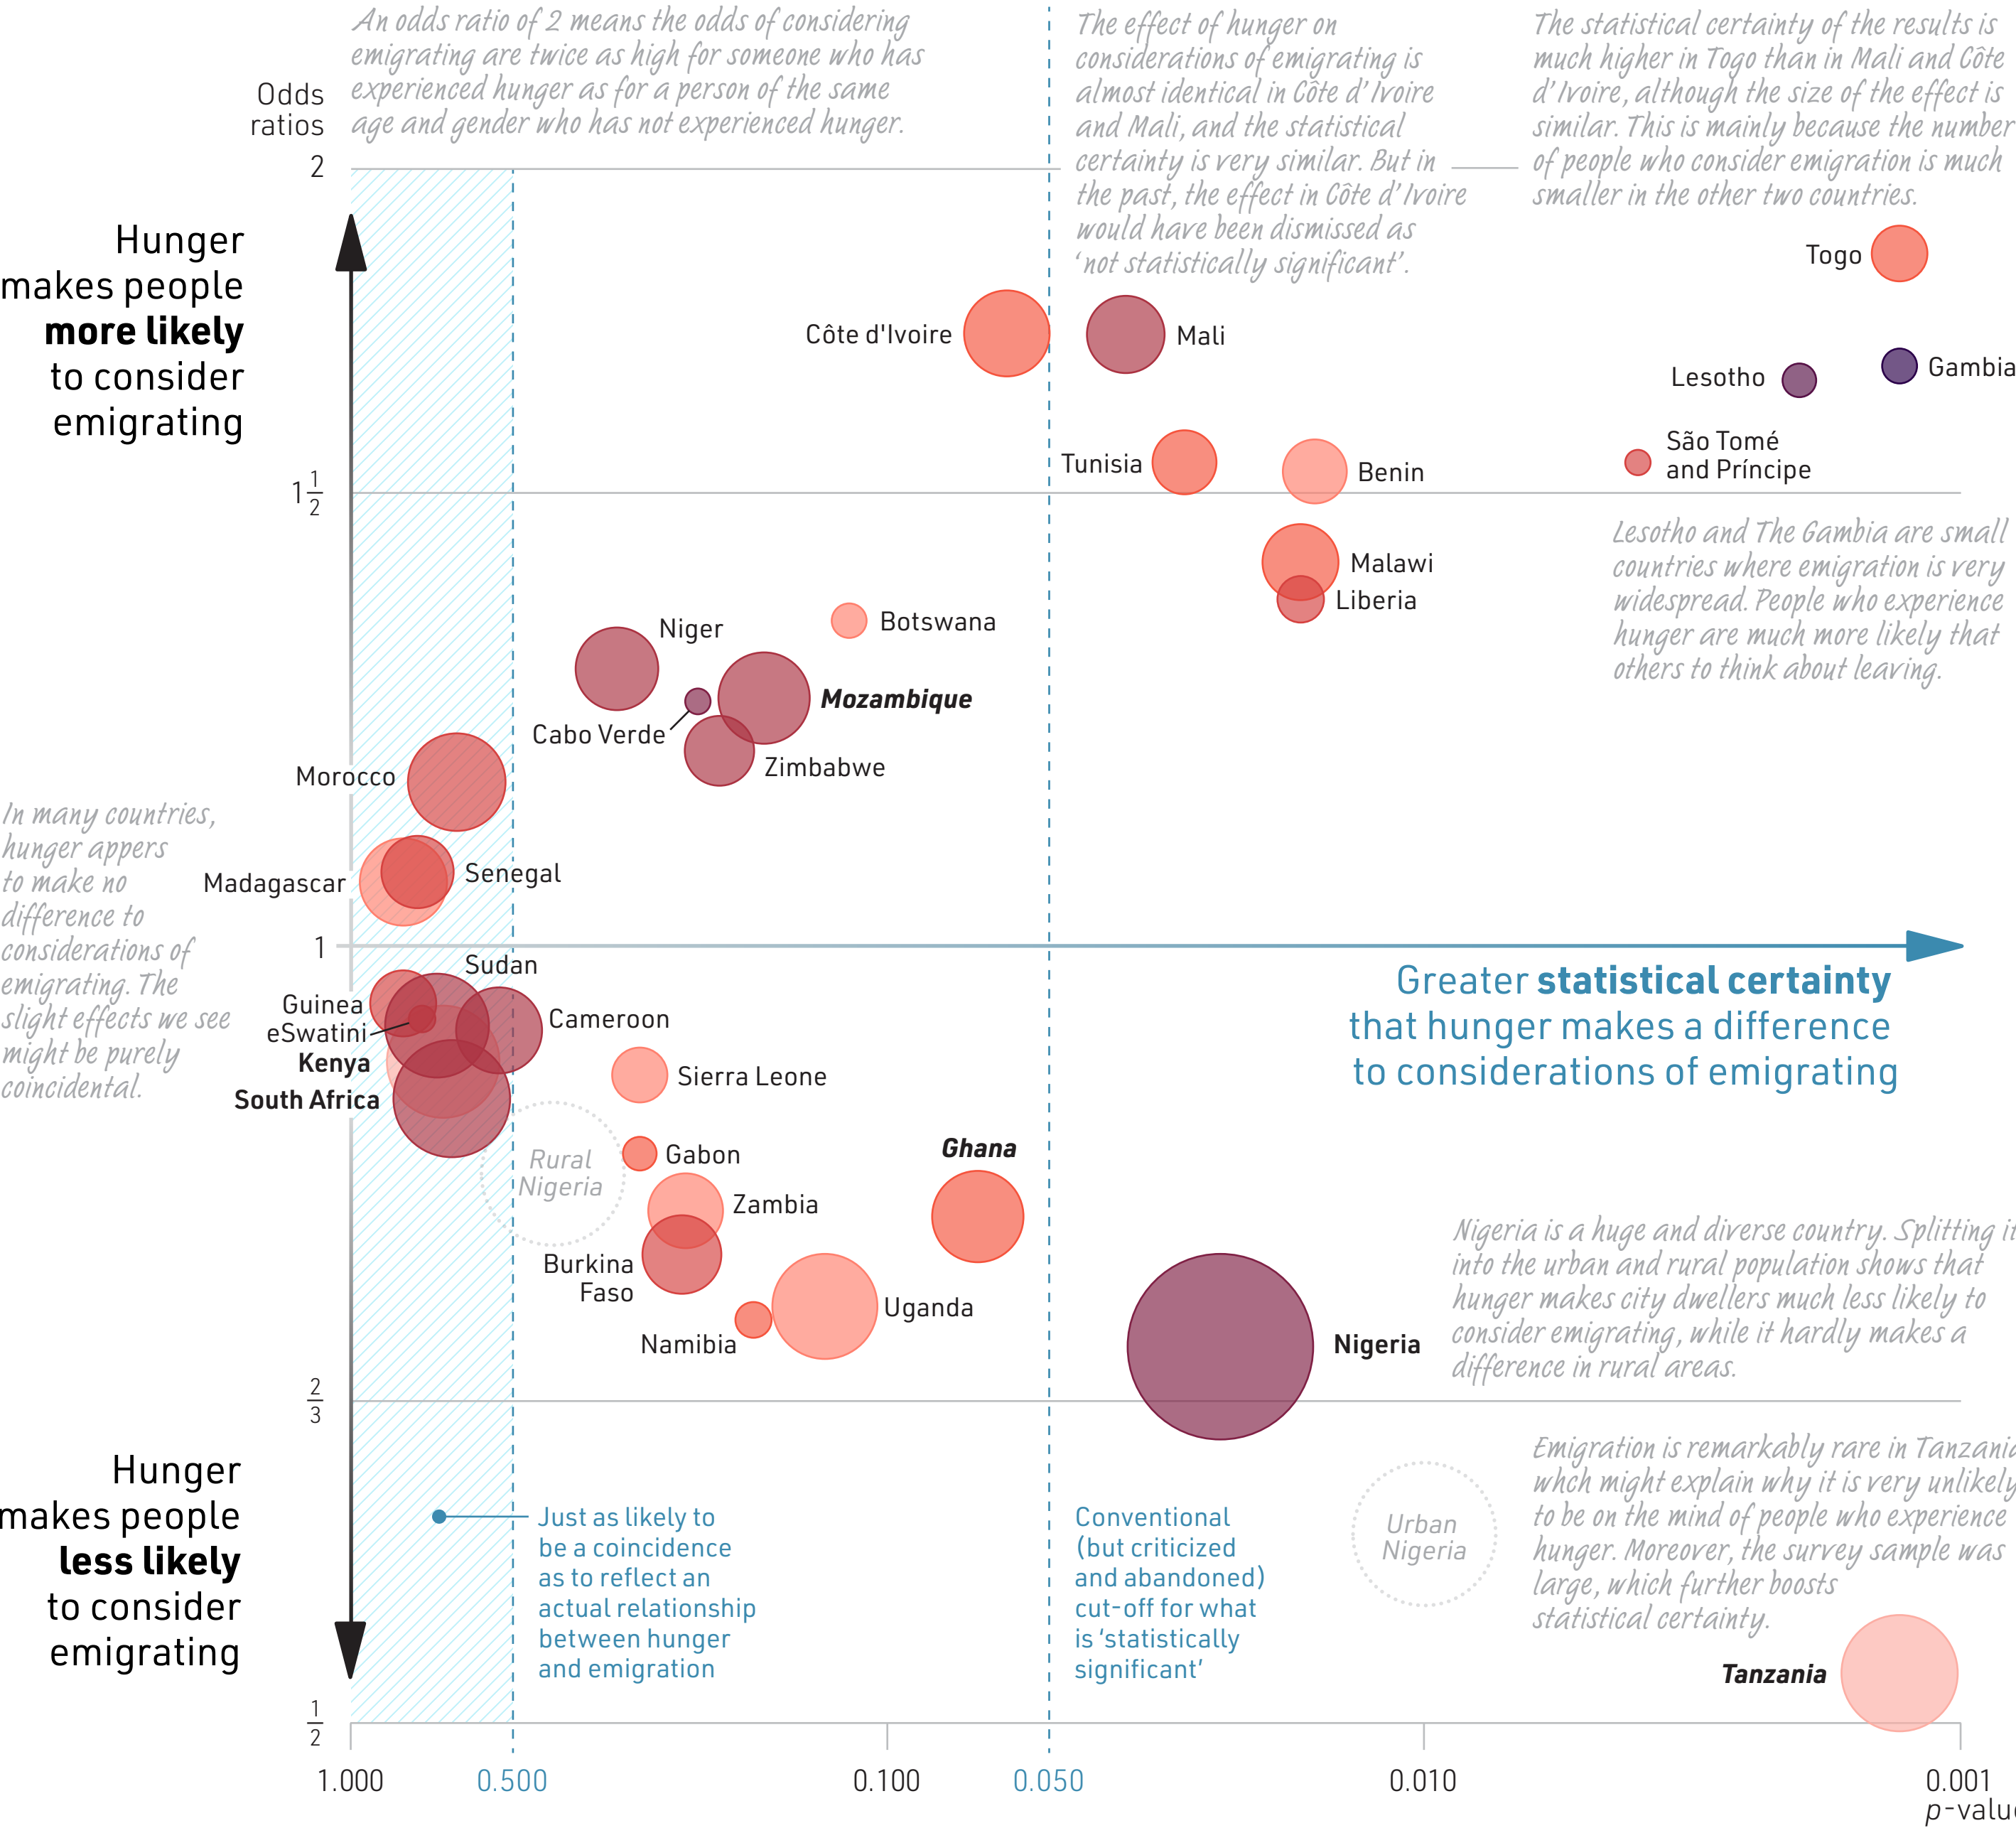 An odds ratio of 2 means the odds of considering
emigrating are twice as high for someone who has
experienced hunger as for a person of the same
age and gender who has not experienced hunger.
The effect of hunger on
considerations of emigrating is
almost identical in Côte d'Ivoire
and Mali, and the statistical
certainty is very similar. But in
the past, the effect in Côte d'Ivoire
would have been dismissed as
‘not statistically significant’.
The statistical certainty of the results is
much higher in Togo than in Mali and Côte
d'Ivoire, although the size of the effect is
similar. This is mainly because the number
of people who consider emigration is much
smaller in the other two countries.
Odds
ratios
2
Hunger
makes people
more likely
to consider
emigrating
Togo
Côte d'Ivoire
Mali
Lesotho
Gambia
São Tomé
and Príncipe
Tunisia
Benin
1 1/2
Lesotho and The Gambia are small
countries where emigration is very
widespread. People who experience
hunger are much more likely that
others to think about leaving.
Malawi
Liberia
Botswana
Niger
Mozambique
Cabo Verde
Zimbabwe
Morocco
In many countries,
hunger appers
to make no
difference to
considerations of
emigrating. The
slight effects we see
might be purely
coincidental.
Madagascar
Senegal
1
Greater statistical certainty
that hunger makes a difference
to considerations of emigrating
Sudan
Guinea
eSwatini
Cameroon
Kenya
South Africa
Sierra Leone
Rural
Nigeria
Gabon
Ghana
Zambia
Burkina
Faso
Uganda
Namibia
Nigeria
Nigeria is a huge and diverse country. Splitting it
into the urban and rural population shows that
hunger makes city dwellers much less likely to
consider emigrating, while it hardly makes a
difference in rural areas.
2/3
Hunger
makes people
less likely
to consider
emigrating
Just as likely to
be a coincidence
as to reflect an
actual relationship
between hunger
and emigration
Conventional
(but criticized
and abandoned)
cut-off for what
is ‘statistically
significant’
Urban
Nigeria
Emigration is remarkably rare in Tanzania
whch might explain why it is very unlikely
to be on the mind of people who experience
hunger. Moreover, the survey sample was
large, which further boosts
statistical certainty.
Tanzania
1/2
1.000
0.500
0.100
0.050
0.010
0.001
p-valu